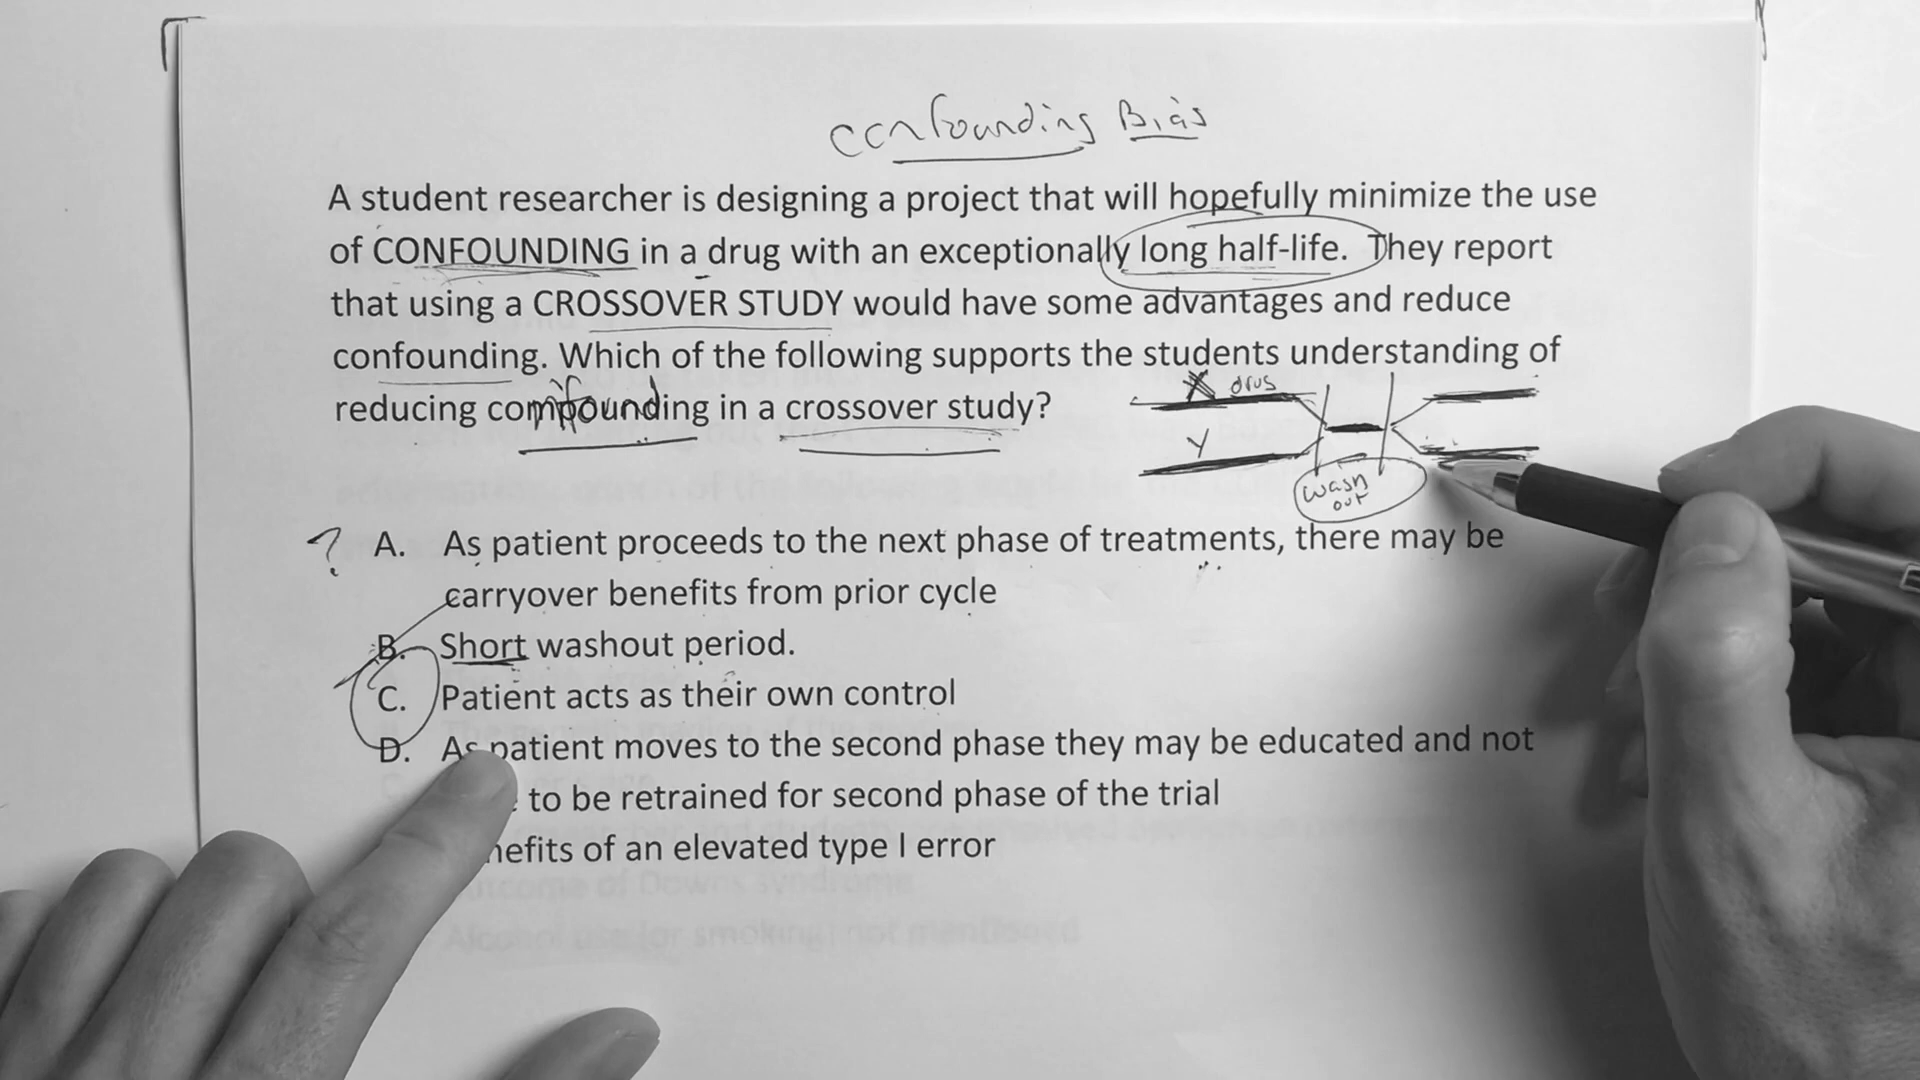 Confounding Bias
A student researcher is designing a project that will hopefully minimize the use
of CONFOUNDING in a drug with an exceptionally long half-life. They report
that using a CROSSOVER STUDY would have some advantages and reduce
confounding. Which of the following supports the students understanding of
reducing confounding in a crossover study?
X drug
Y
wash
out
? A. As patient proceeds to the next phase of treatments, there may be
carryover benefits from prior cycle
B. Short washout period.
C. Patient acts as their own control
D. As patient moves to the second phase they may be educated and not
to be retrained for second phase of the trial
of an elevated type I error